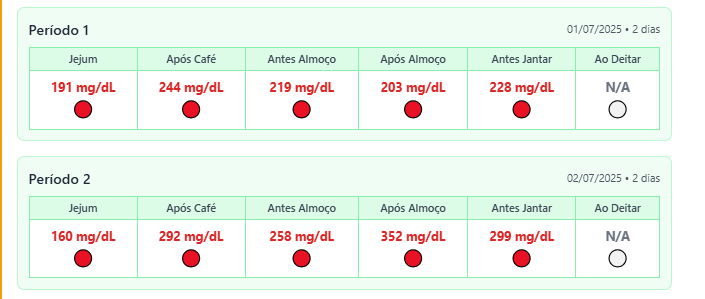 Período 1 01/07/2025 • 2 dias
Jejum Após Café Antes Almoço Após Almoço Antes Jantar Ao Deitar
191 mg/dL 244 mg/dL 219 mg/dL 203 mg/dL 228 mg/dL N/A
Período 2 02/07/2025 • 2 dias
Jejum Após Café Antes Almoço Após Almoço Antes Jantar Ao Deitar
160 mg/dL 292 mg/dL 258 mg/dL 352 mg/dL 299 mg/dL N/A